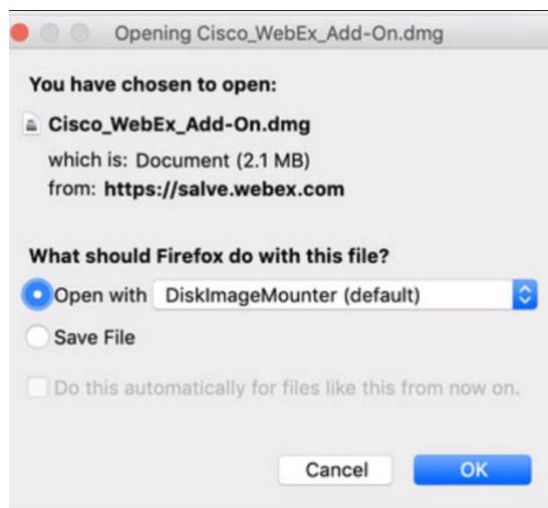 Opening Cisco_WebEx_Add-On.dmg
You have chosen to open:
Cisco_WebEx_Add-On.dmg
which is: Document (2.1 MB)
from: https://salve.webex.com
What should Firefox do with this file?
Open with DiskImageMounter (default)
Save File
Do this automatically for files like this from now on.
Cancel OK